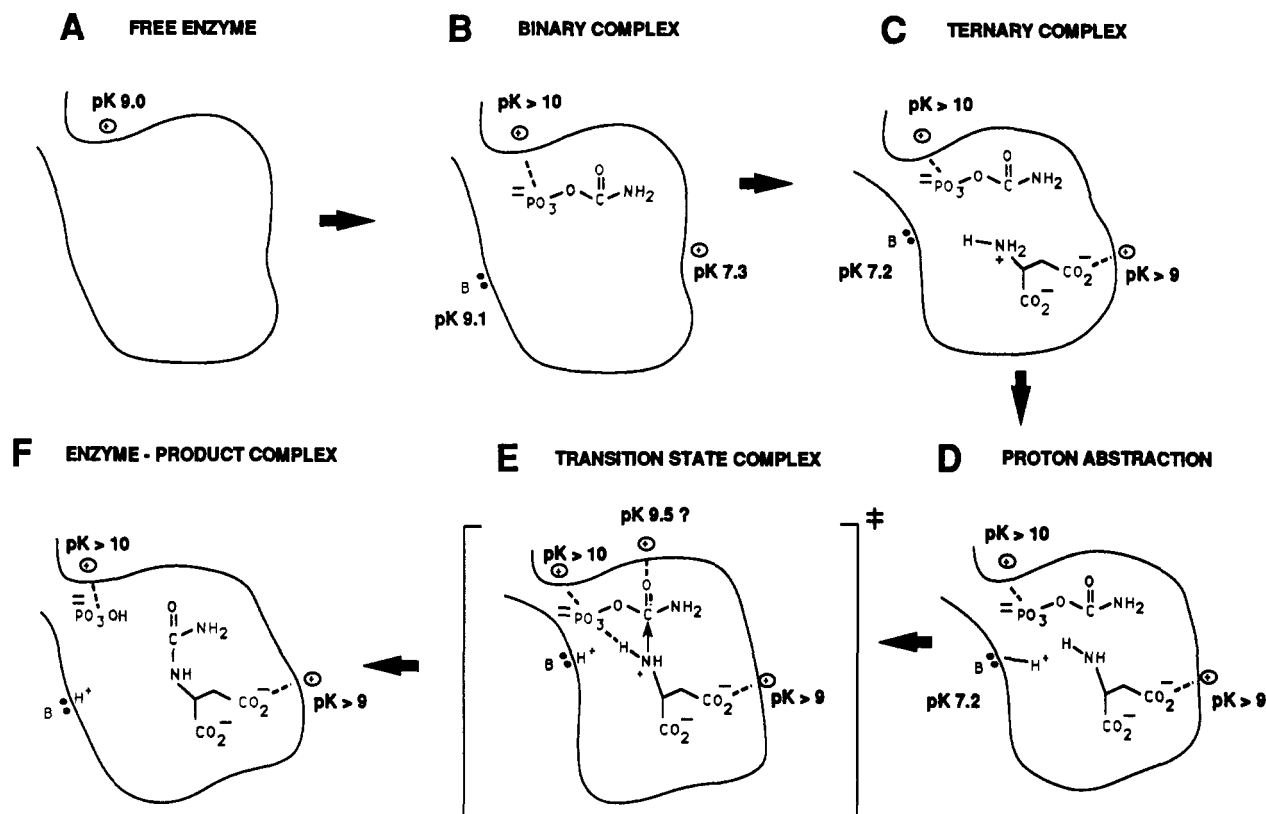 A FREE ENZYME
pK 9.0
+
B BINARY COMPLEX
pK > 10
+
O
= PO3 O C NH2
+
pK 7.3
B
pK 9.1
C TERNARY COMPLEX
pK > 10
+
O
= PO3 O C NH2
B
H NH2
+
CO2 −
+
pK 7.2
pK > 9
CO2 −
D PROTON ABSTRACTION
pK > 10
+
O
= PO3 O C NH2
H
NH
B H+
CO2 −
+
pK 7.2
pK > 9
CO2 −
E TRANSITION STATE COMPLEX
‡
pK 9.5 ?
+
pK > 10
+
O
= PO3 O C NH2
H
B H+
NH
+
CO2 −
+
pK > 9
CO2 −
F ENZYME - PRODUCT COMPLEX
pK > 10
+
= PO3 OH
O
C NH2
NH
B H+
CO2 −
+
pK > 9
CO2 −